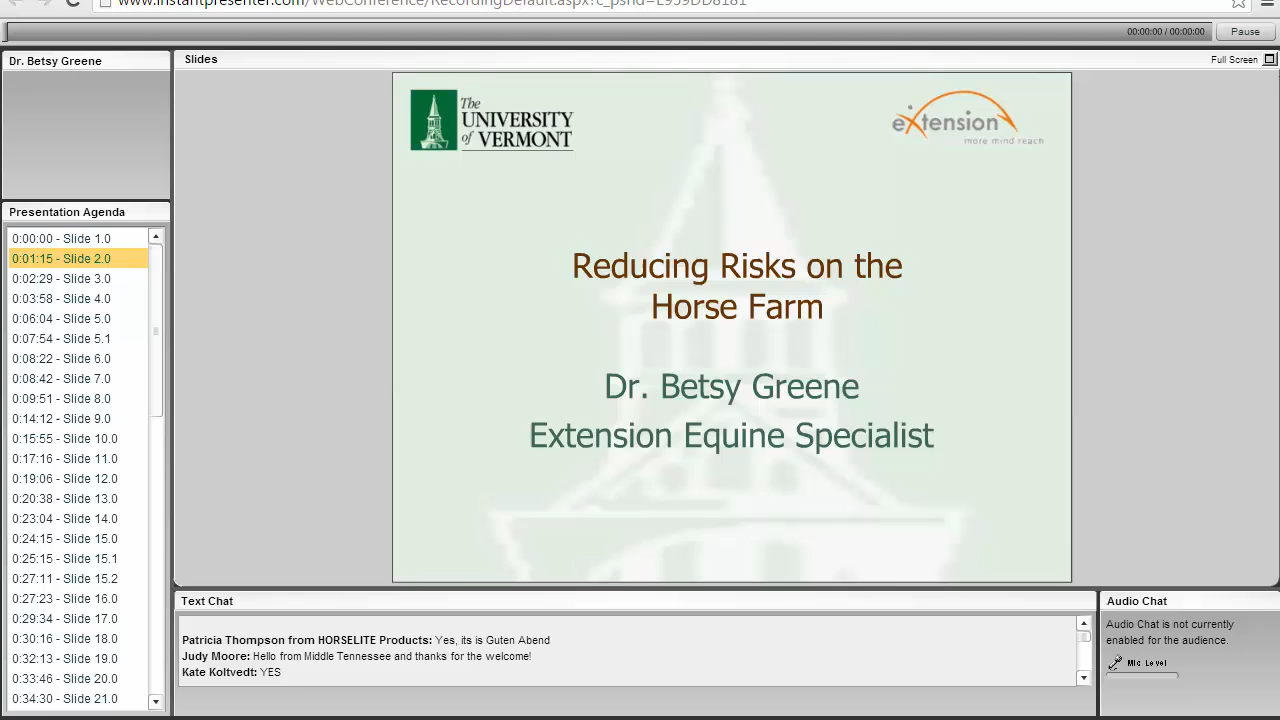 www.instantpresenter.com/WebConference/RecordingDefault.aspx?c_psrid=E959DD8181
00:00:00 / 00:00:00
Pause
Dr. Betsy Greene
Slides
Full Screen
The
UNIVERSITY
of VERMONT
eXtension
more mind reach
Reducing Risks on the
Horse Farm
Dr. Betsy Greene
Extension Equine Specialist
Presentation Agenda
0:00:00 - Slide 1.0
0:01:15 - Slide 2.0
0:02:29 - Slide 3.0
0:03:58 - Slide 4.0
0:06:04 - Slide 5.0
0:07:54 - Slide 5.1
0:08:22 - Slide 6.0
0:08:42 - Slide 7.0
0:09:51 - Slide 8.0
0:14:12 - Slide 9.0
0:15:55 - Slide 10.0
0:17:16 - Slide 11.0
0:19:06 - Slide 12.0
0:20:38 - Slide 13.0
0:23:04 - Slide 14.0
0:24:15 - Slide 15.0
0:25:15 - Slide 15.1
0:27:11 - Slide 15.2
0:27:23 - Slide 16.0
0:29:34 - Slide 17.0
0:30:16 - Slide 18.0
0:32:13 - Slide 19.0
0:33:46 - Slide 20.0
0:34:30 - Slide 21.0
Text Chat
Patricia Thompson from HORSELITE Products: Yes, its is Guten Abend
Judy Moore: Hello from Middle Tennessee and thanks for the welcome!
Kate Koltvedt: YES
Audio Chat
Audio Chat is not currently
enabled for the audience.
Mic Level